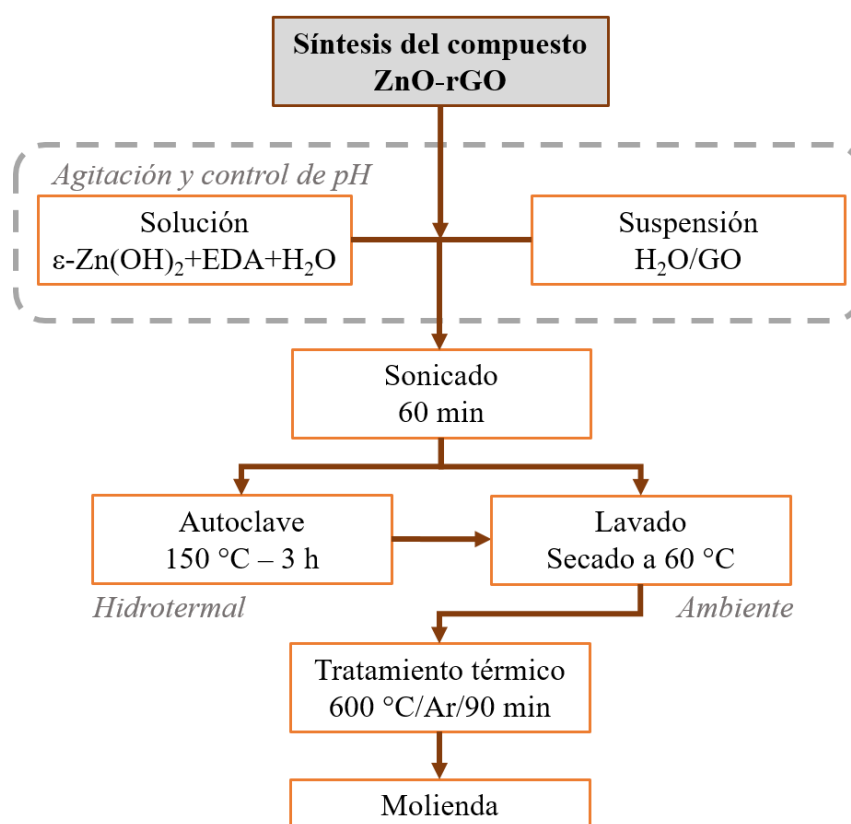 Síntesis del compuesto
ZnO-rGO
Agitación y control de pH
Solución
ε-Zn(OH)₂+EDA+H₂O
Suspensión
H₂O/GO
Sonicado
60 min
Autoclave
150 °C – 3 h
Lavado
Secado a 60 °C
Hidrotermal
Ambiente
Tratamiento térmico
600 °C/Ar/90 min
Molienda